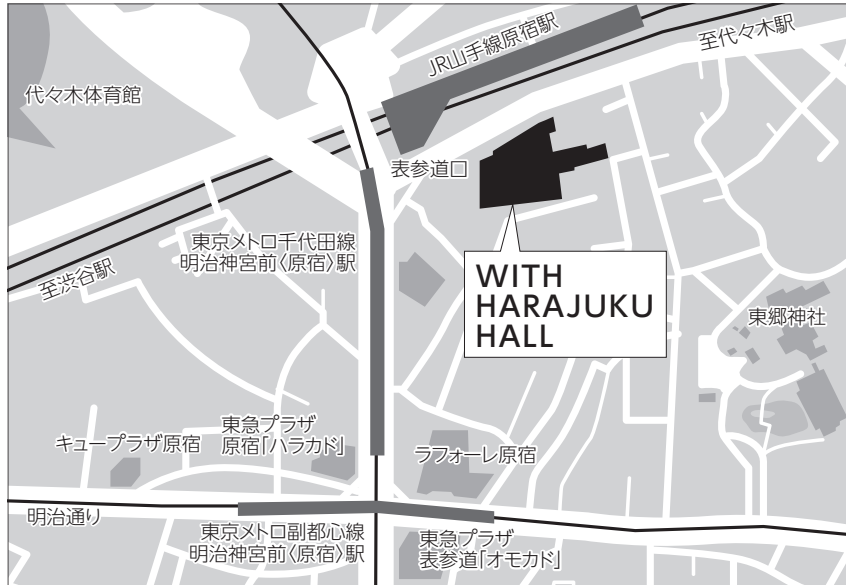 JR山手線原宿駅
至代々木駅
代々木体育館
表参道口
東京メトロ千代田線
明治神宮前〈原宿〉駅
至渋谷駅
WITH
HARAJUKU
HALL
東郷神社
キュープラザ原宿
東急プラザ
原宿「ハラカド」
ラフォーレ原宿
明治通り
東京メトロ副都心線
明治神宮前〈原宿〉駅
東急プラザ
表参道「オモカド」